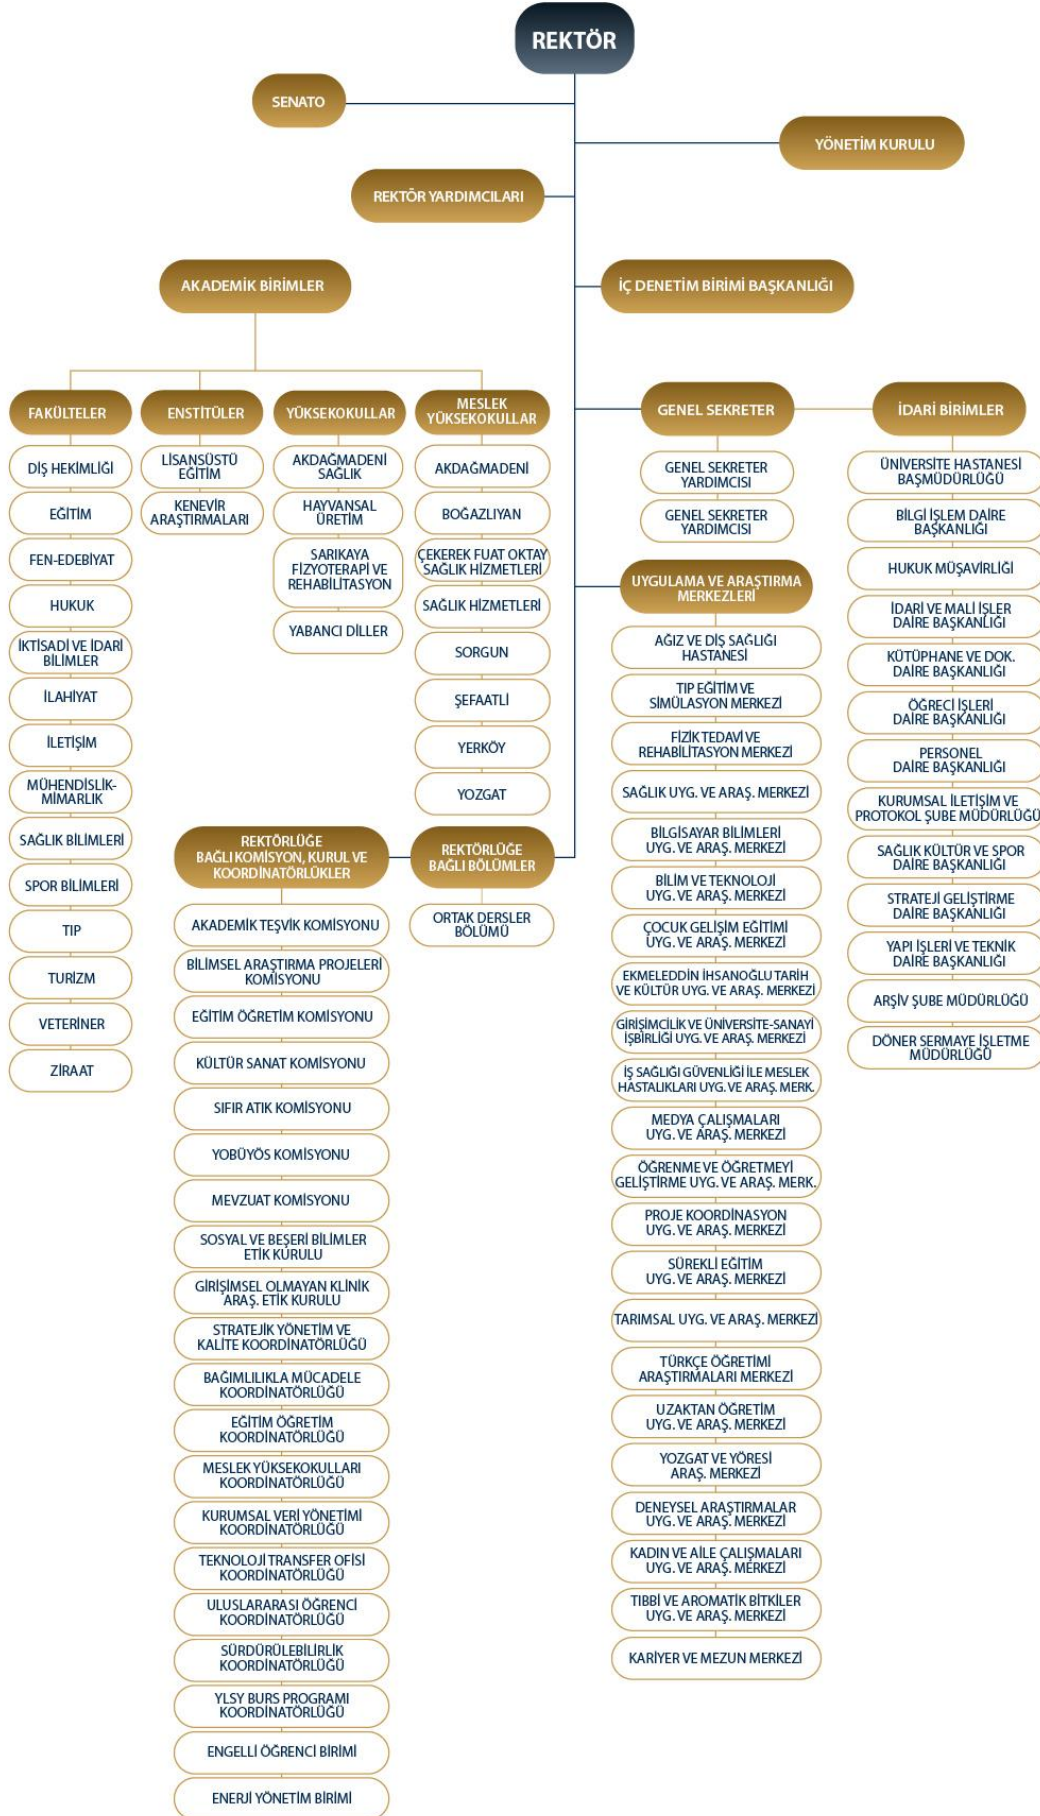 REKTÖR
SENATO
YÖNETİM KURULU
REKTÖR YARDIMCILARI
AKADEMİK BİRİMLER
İÇ DENETİM BİRİMİ BAŞKANLIĞI
FAKÜLTELER
DİŞ HEKİMLİĞİ
EĞİTİM
FEN-EDEBİYAT
HUKUK
İKTİSADİ VE İDARİ
BİLİMLER
İLAHİYAT
İLETİŞİM
MÜHENDİSLİK-
MİMARLIK
SAĞLIK BİLİMLERİ
SPOR BİLİMLERİ
TIP
TURİZM
VETERİNER
ZİRAAT
ENSTİTÜLER
LİSANSÜSTÜ
EĞİTİM
KENEVİR
ARAŞTIRMALARI
YÜKSEKOKULLAR
AKDAĞMADENİ
SAĞLIK
HAYVANSAL
ÜRETİM
SARIKAYA
FİZYOTERAPİ VE
REHABİLİTASYON
YABANCI DİLLER
MESLEK
YÜKSEKOKULLAR
AKDAĞMADENİ
BOĞAZLIYAN
ÇEKEREK FUAT OKTAY
SAĞLIK HİZMETLERİ
SAĞLIK HİZMETLERİ
SORGUN
ŞEFAATLİ
YERKÖY
YOZGAT
GENEL SEKRETER
GENEL SEKRETER
YARDIMCISI
GENEL SEKRETER
YARDIMCISI
İDARİ BİRİMLER
ÜNİVERSİTE HASTANESİ
BAŞMÜDÜRLÜĞÜ
BİLGİ İŞLEM DAİRE
BAŞKANLIĞI
HUKUK MÜŞAVİRLİĞİ
İDARİ VE MALİ İŞLER
DAİRE BAŞKANLIĞI
KÜTÜPHANE VE DOK.
DAİRE BAŞKANLIĞI
ÖĞRECİ İŞLERİ
DAİRE BAŞKANLIĞI
PERSONEL
DAİRE BAŞKANLIĞI
KURUMSAL İLETİŞİM VE
PROTOKOL ŞUBE MÜDÜRLÜĞÜ
SAĞLIK KÜLTÜR VE SPOR
DAİRE BAŞKANLIĞI
STRATEJİ GELİŞTİRME
DAİRE BAŞKANLIĞI
YAPI İŞLERİ VE TEKNİK
DAİRE BAŞKANLIĞI
ARŞİV ŞUBE MÜDÜRLÜĞÜ
DÖNER SERMAYE İŞLETME
MÜDÜRLÜĞÜ
UYGULAMA VE ARAŞTIRMA
MERKEZLERİ
AĞIZ VE DİŞ SAĞLIĞI
HASTANESİ
TIP EĞİTİM VE
SİMÜLASYON MERKEZİ
FİZİK TEDAVİ VE
REHABİLİTASYON MERKEZİ
SAĞLIK UYG. VE ARAŞ. MERKEZİ
BİLGİSAYAR BİLİMLERİ
UYG. VE ARAŞ. MERKEZİ
BİLİM VE TEKNOLOJİ
UYG. VE ARAŞ. MERKEZİ
ÇOCUK GELİŞİM EĞİTİMİ
UYG. VE ARAŞ. MERKEZİ
EKMELEDDİN İHSANOĞLU TARİH
VE KÜLTÜR UYG. VE ARAŞ. MERKEZİ
GİRİŞİMCİLİK VE ÜNİVERSİTE-SANAYİ
İŞBİRLİĞİ UYG. VE ARAŞ. MERKEZİ
İŞ SAĞLIĞI GÜVENLİĞİ İLE MESLEK
HASTALIKLARI UYG. VE ARAŞ. MERK.
MEDYA ÇALIŞMALARI
UYG. VE ARAŞ. MERKEZİ
ÖĞRENME VE ÖĞRETMEYİ
GELİŞTİRME UYG. VE ARAŞ. MERK.
PROJE KOORDİNASYON
UYG. VE ARAŞ. MERKEZİ
SÜREKLİ EĞİTİM
UYG. VE ARAŞ. MERKEZİ
TARIMSAL UYG. VE ARAŞ. MERKEZİ
TÜRKÇE ÖĞRETİMİ
ARAŞTIRMALARI MERKEZİ
UZAKTAN ÖĞRETİM
UYG. VE ARAŞ. MERKEZİ
YOZGAT VE YÖRESİ
ARAŞ. MERKEZİ
DENEYSEL ARAŞTIRMALAR
UYG. VE ARAŞ. MERKEZİ
KADIN VE AİLE ÇALIŞMALARI
UYG. VE ARAŞ. MERKEZİ
TIBBİ VE AROMATİK BİTKİLER
UYG. VE ARAŞ. MERKEZİ
KARİYER VE MEZUN MERKEZİ
REKTÖRLÜĞE
BAĞLI KOMİSYON, KURUL VE
KOORDİNATÖRLÜKLER
AKADEMİK TEŞVİK KOMİSYONU
BİLİMSEL ARAŞTIRMA PROJELERİ
KOMİSYONU
EĞİTİM ÖĞRETİM KOMİSYONU
KÜLTÜR SANAT KOMİSYONU
SIFIR ATIK KOMİSYONU
YOBÜYÖS KOMİSYONU
MEVZUAT KOMİSYONU
SOSYAL VE BEŞERİ BİLİMLER
ETİK KURULU
GİRİŞİMSEL OLMAYAN KLİNİK
ARAŞ. ETİK KURULU
STRATEJİK YÖNETİM VE
KALİTE KOORDİNATÖRLÜĞÜ
BAĞIMLILIKLA MÜCADELE
KOORDİNATÖRLÜĞÜ
EĞİTİM ÖĞRETİM
KOORDİNATÖRLÜĞÜ
MESLEK YÜKSEKOKULLARI
KOORDİNATÖRLÜĞÜ
KURUMSAL VERİ YÖNETİMİ
KOORDİNATÖRLÜĞÜ
TEKNOLOJİ TRANSFER OFİSİ
KOORDİNATÖRLÜĞÜ
ULUSLARARASI ÖĞRENCİ
KOORDİNATÖRLÜĞÜ
SÜRDÜRÜLEBİLİRLİK
KOORDİNATÖRLÜĞÜ
YLSY BURS PROGRAMI
KOORDİNATÖRLÜĞÜ
ENGELLİ ÖĞRENCİ BİRİMİ
ENERJİ YÖNETİM BİRİMİ
REKTÖRLÜĞE
BAĞLI BÖLÜMLER
ORTAK DERSLER
BÖLÜMÜ